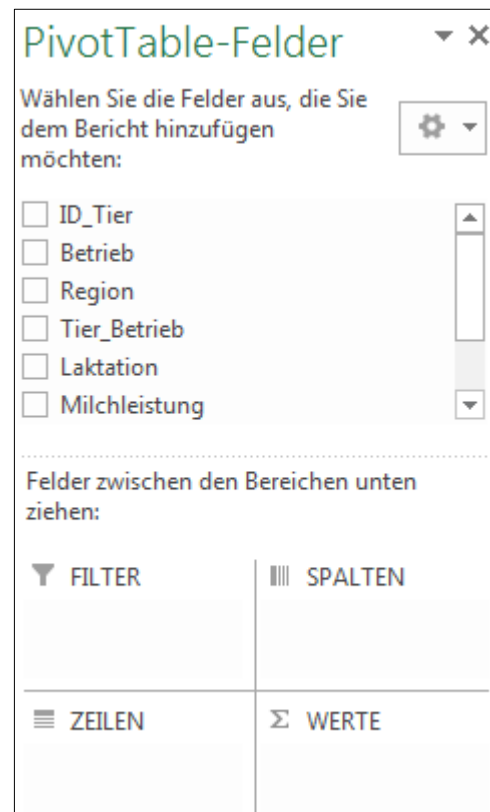 PivotTable-Felder
Wählen Sie die Felder aus, die Sie
dem Bericht hinzufügen
möchten:
ID_Tier
Betrieb
Region
Tier_Betrieb
Laktation
Milchleistung
Felder zwischen den Bereichen unten
ziehen:
FILTER
SPALTEN
ZEILEN
Σ WERTE